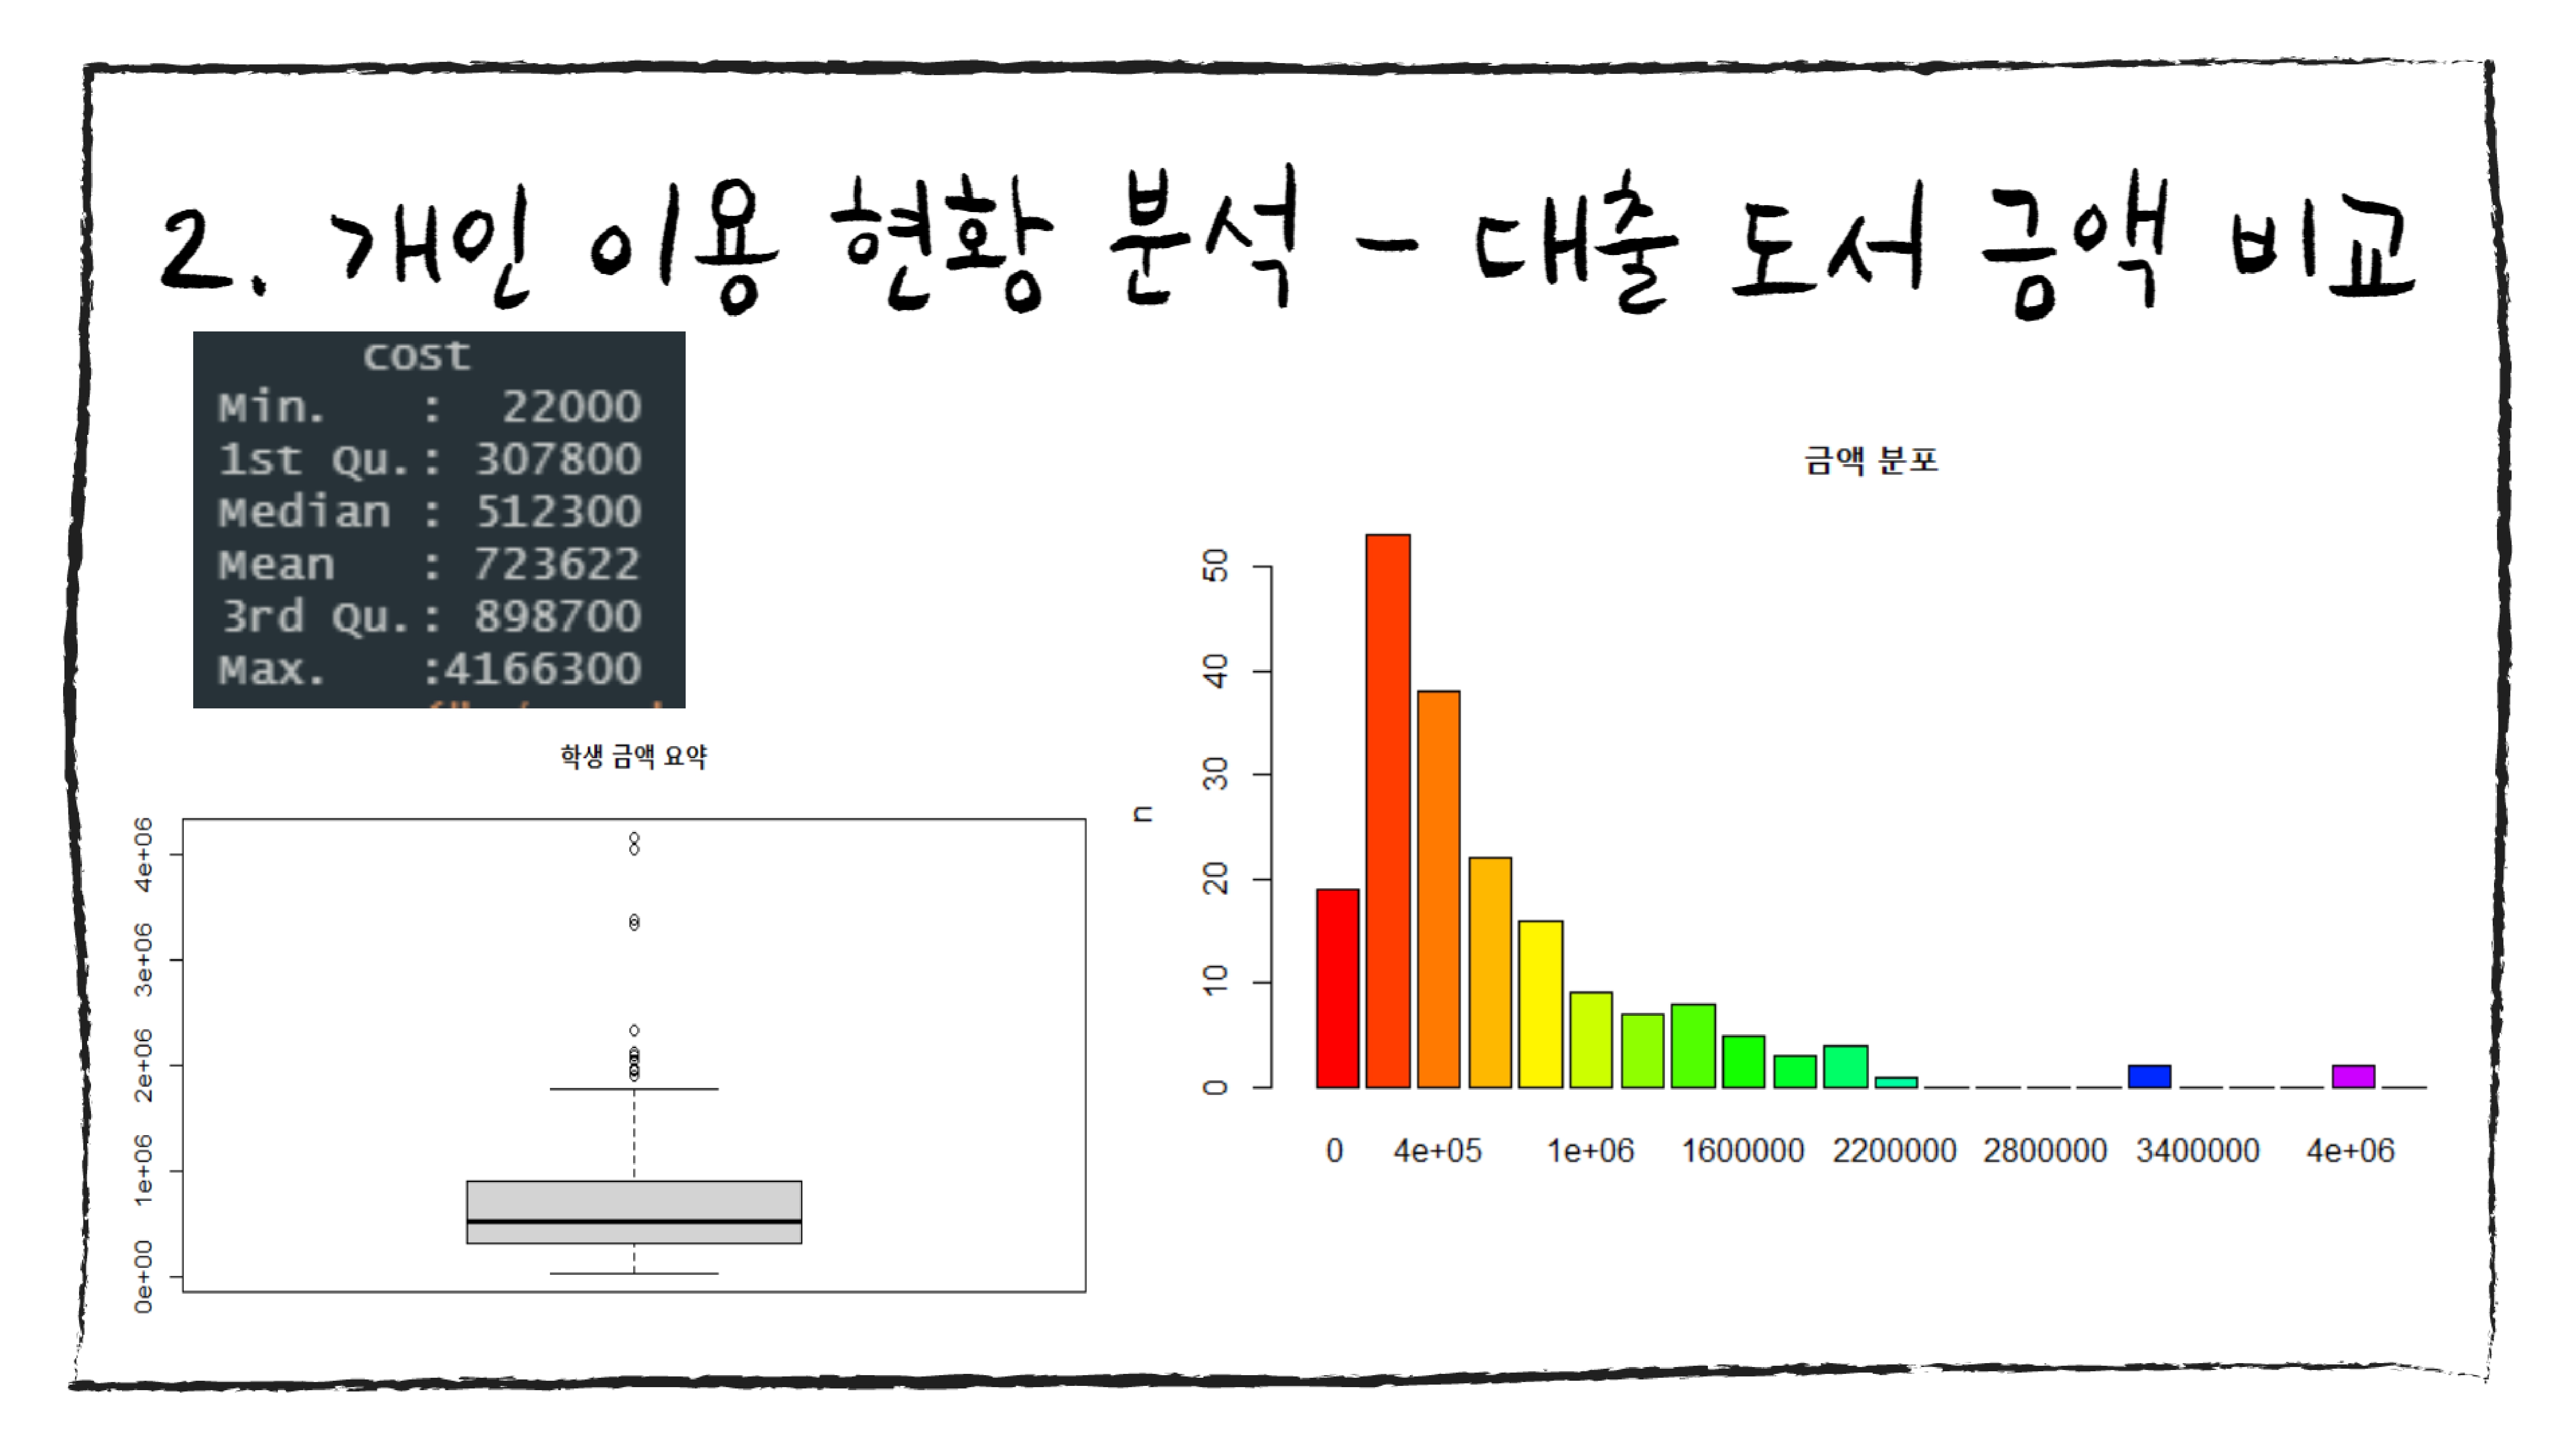 2. 개인 이용 현황 분석 - 대출 도서 금액 비교
cost
Min. : 22000
1st Qu.: 307800
Median : 512300
Mean : 723622
3rd Qu.: 898700
Max. :4166300
학생 금액 요약
4e+06
3e+06
2e+06
1e+06
0e+00
금액 분포
n
50
40
30
20
10
0
0 4e+05 1e+06 1600000 2200000 2800000 3400000 4e+06